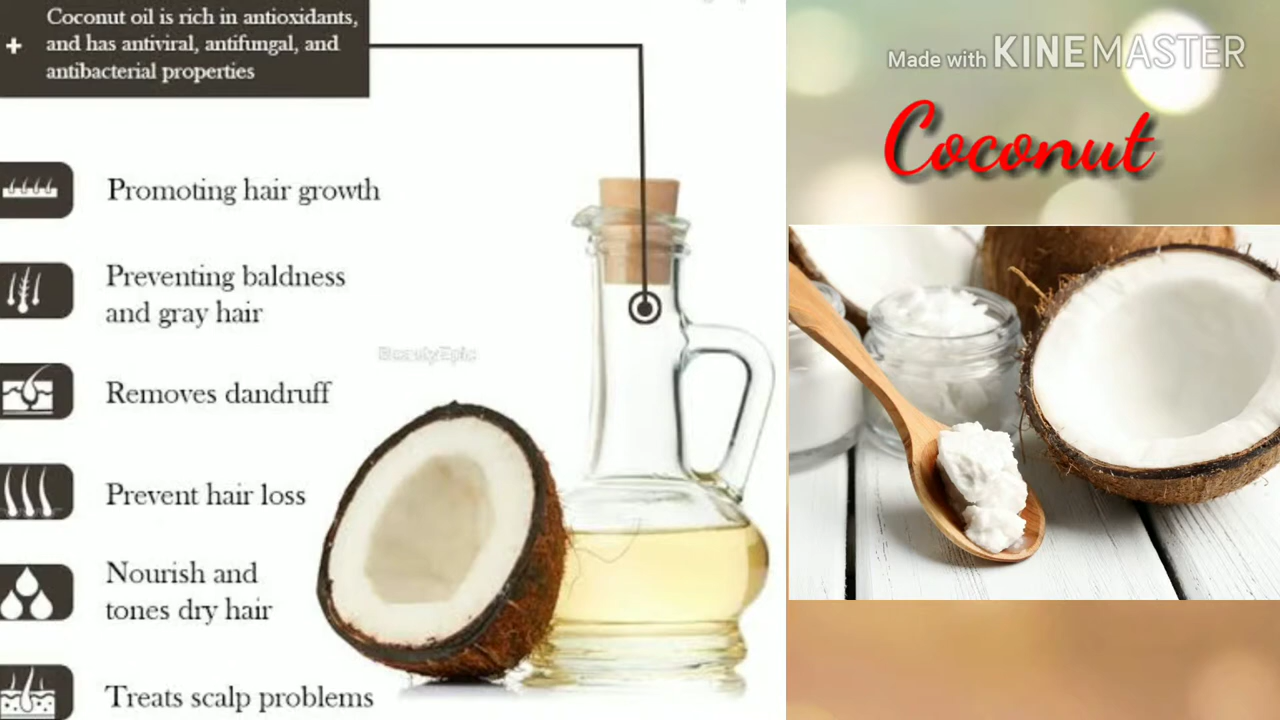 Coconut oil is rich in antioxidants,
+ and has antiviral, antifungal, and
antibacterial properties
Promoting hair growth
Preventing baldness
and gray hair
Removes dandruff
Prevent hair loss
Nourish and
tones dry hair
Treats scalp problems
BeautyEpic
Made with KINEMASTER
Coconut